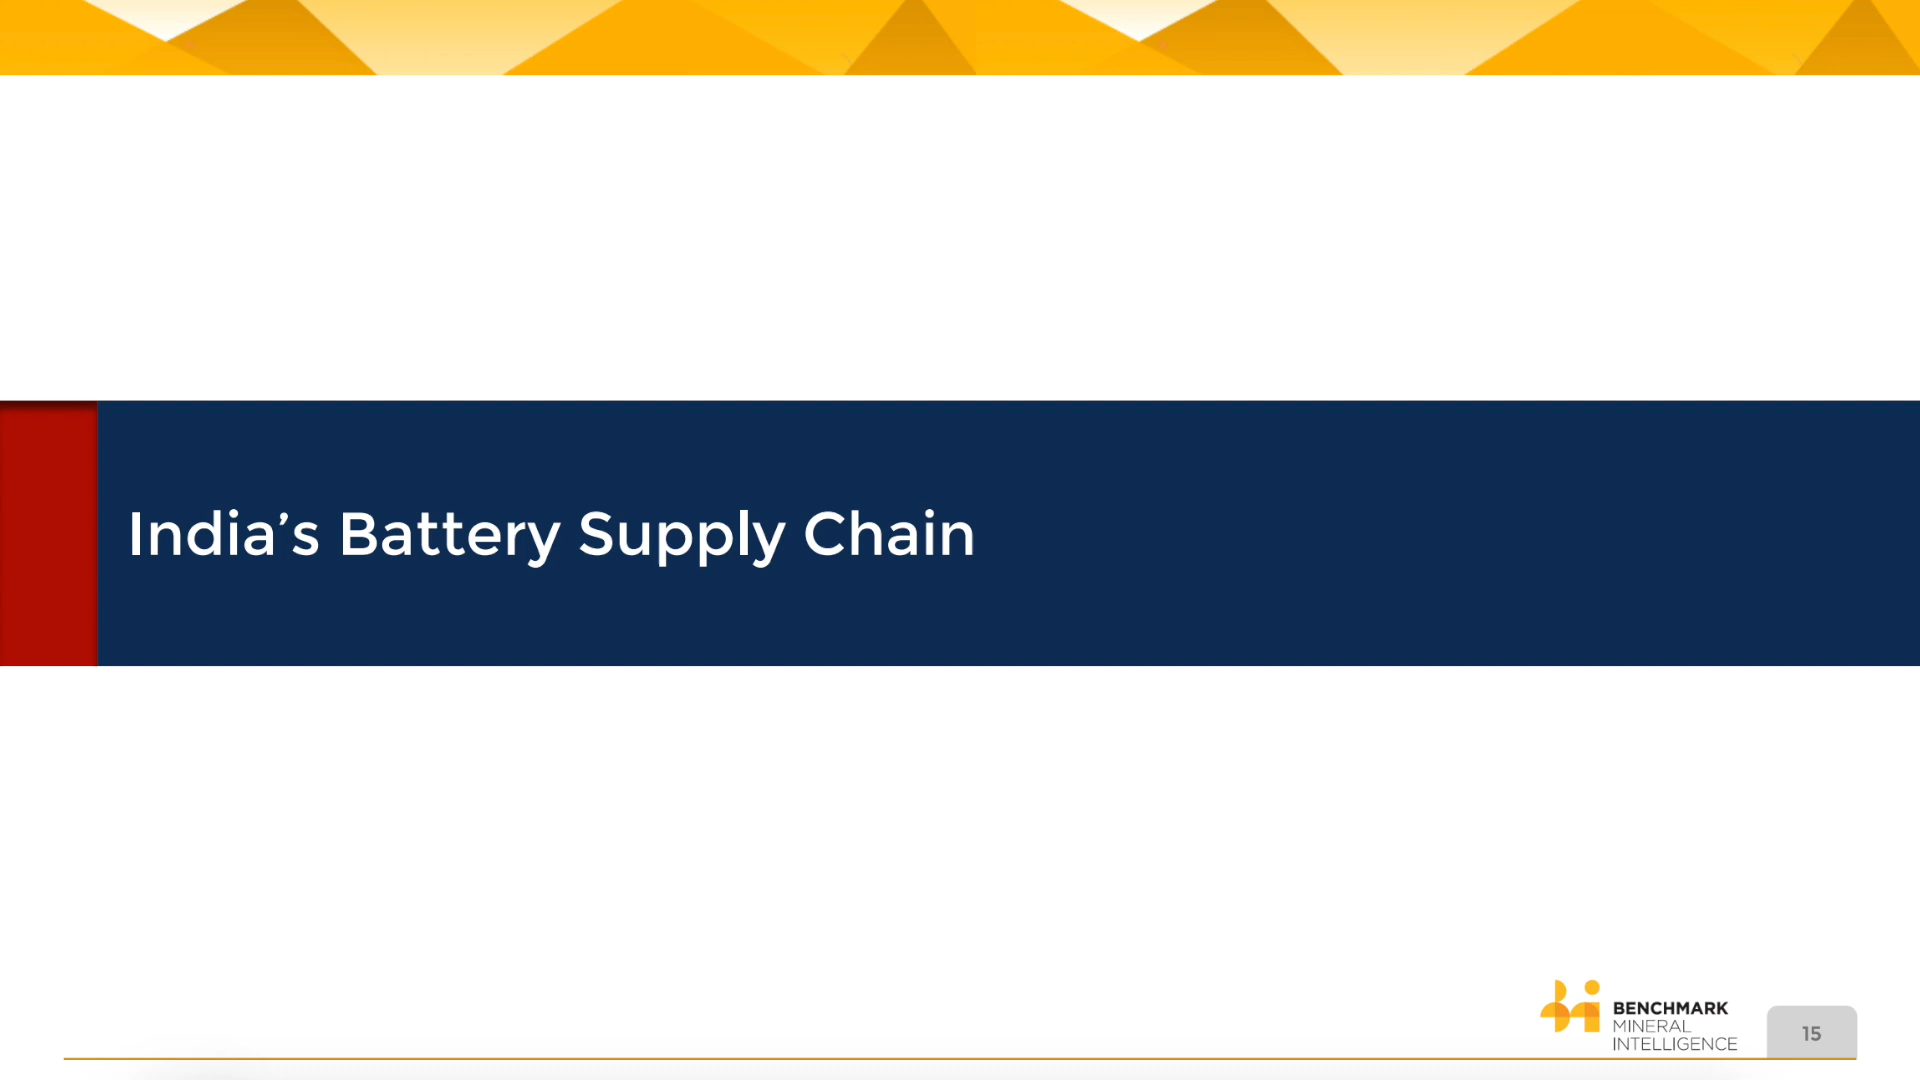 India’s Battery Supply Chain
BENCHMARK
MINERAL
INTELLIGENCE
15